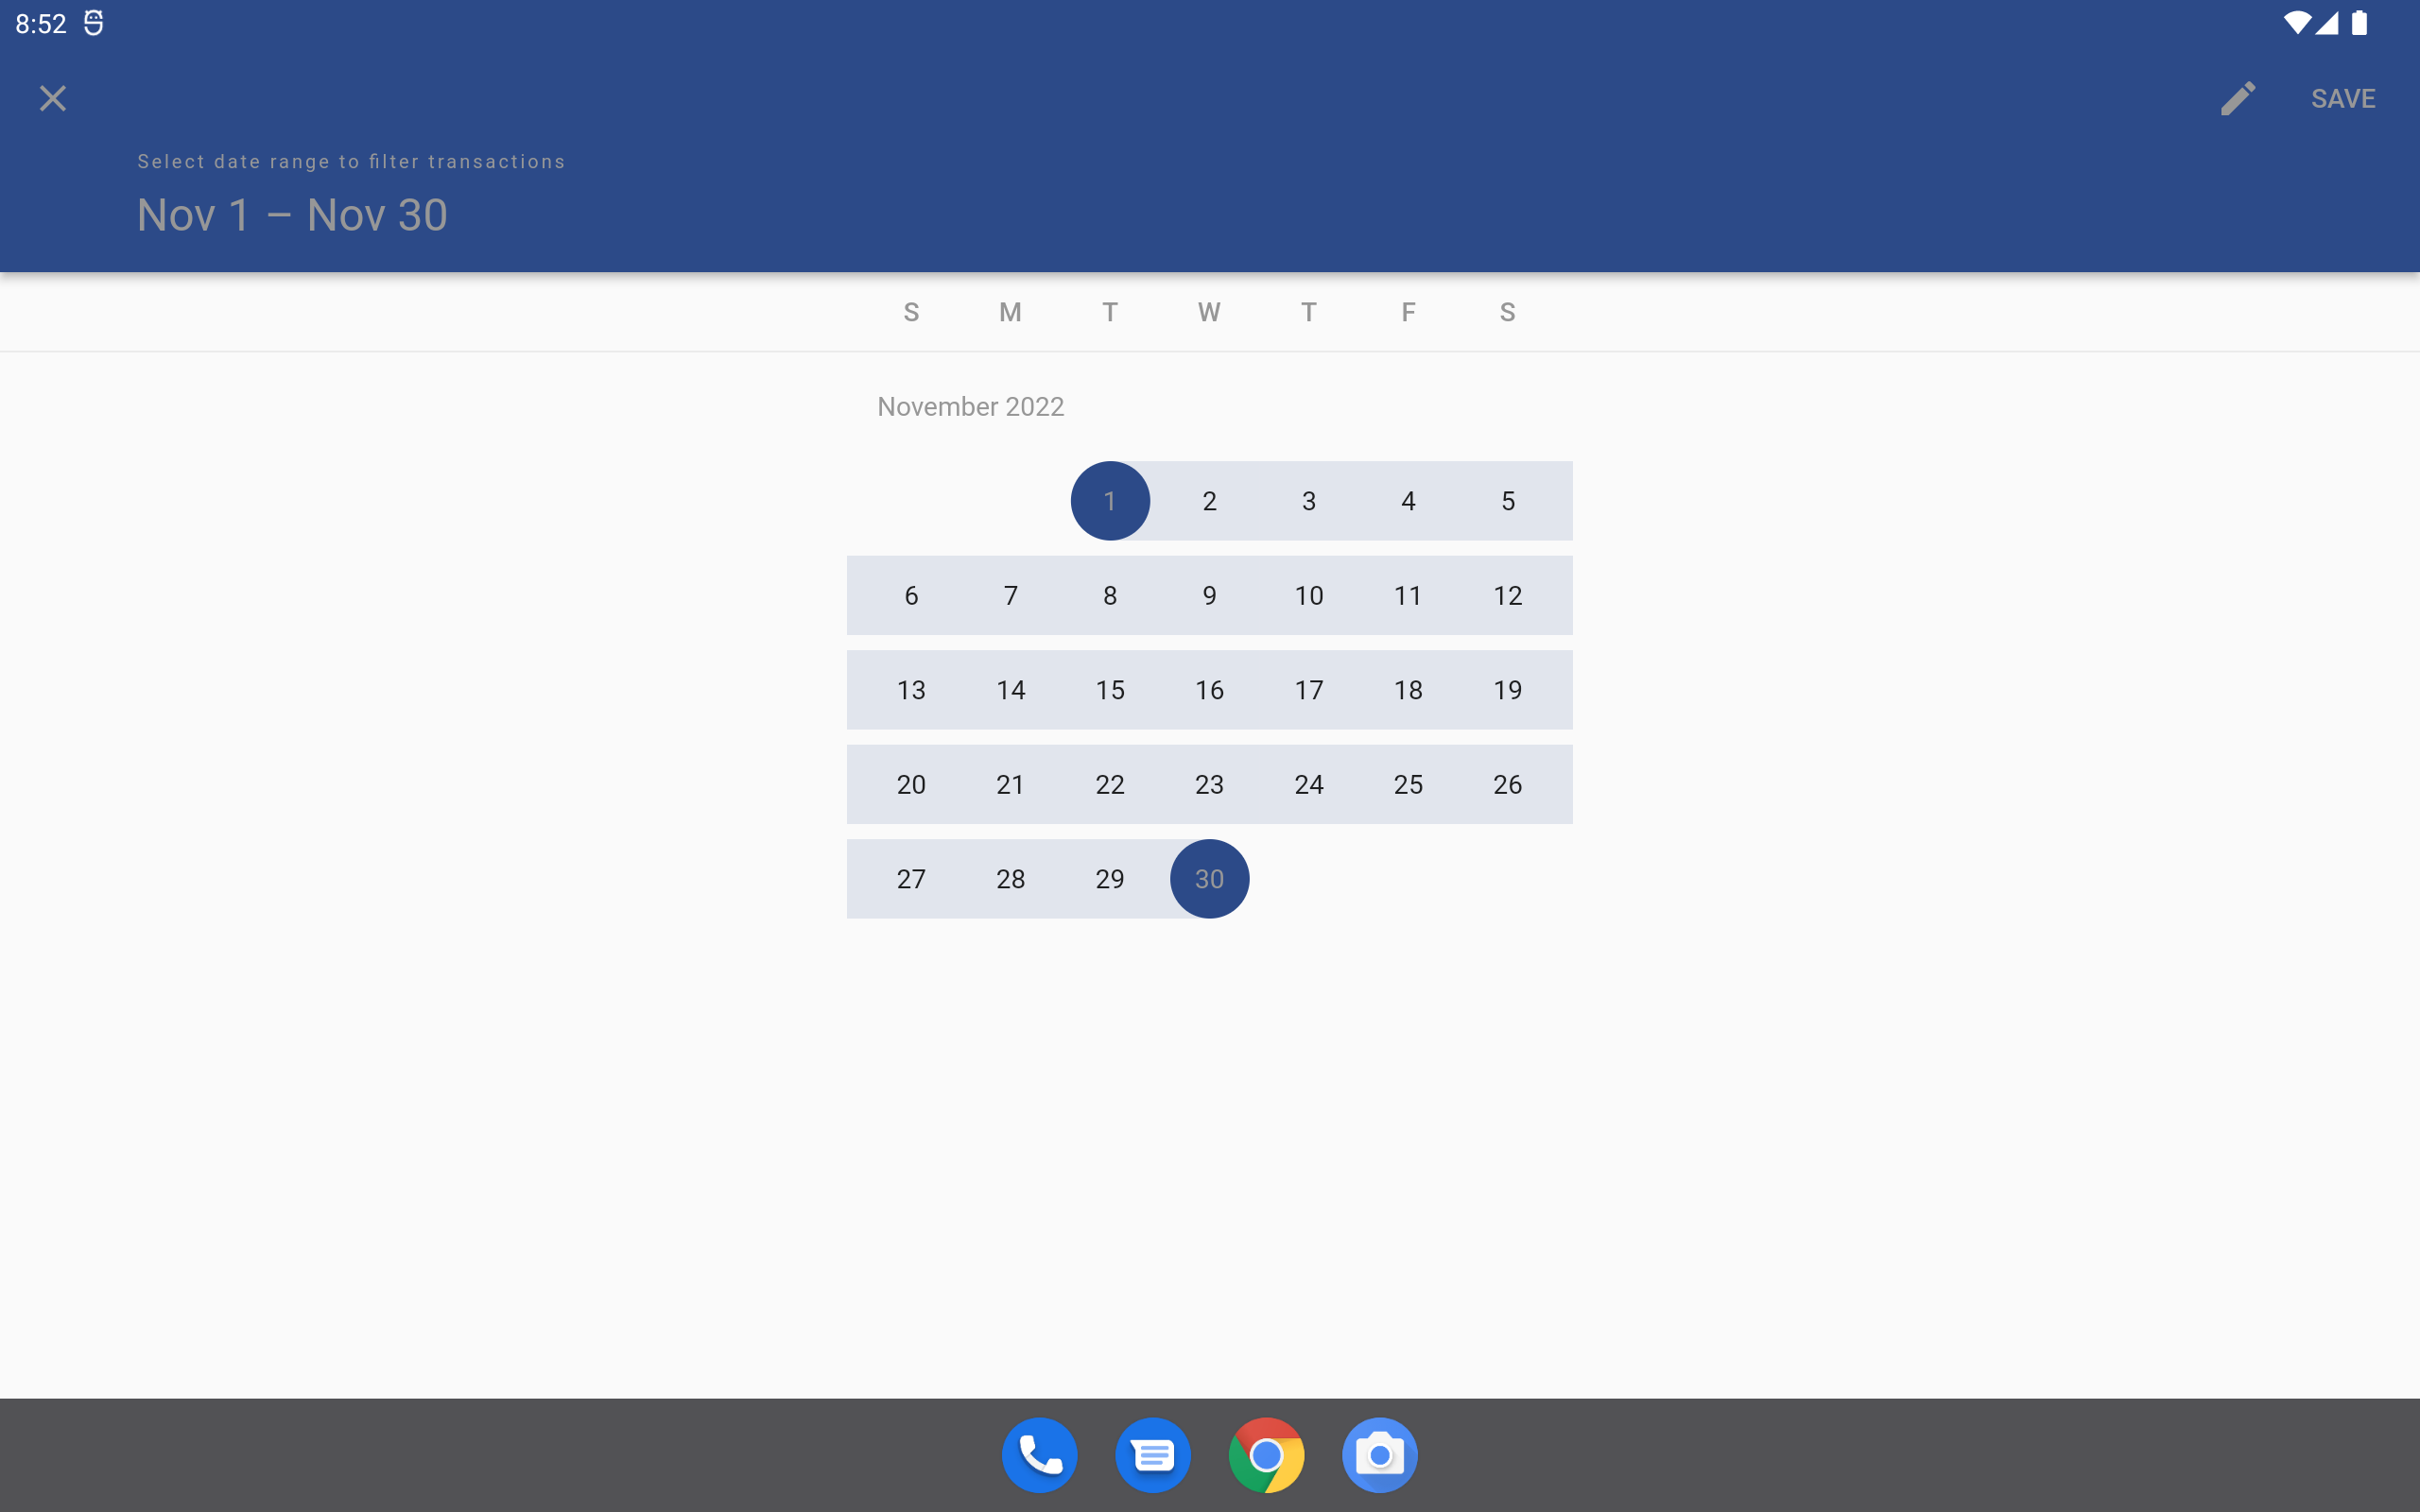 8:52
SAVE
Select date range to filter transactions
Nov 1 – Nov 30
S M T W T F S
November 2022
1 2 3 4 5
6 7 8 9 10 11 12
13 14 15 16 17 18 19
20 21 22 23 24 25 26
27 28 29 30